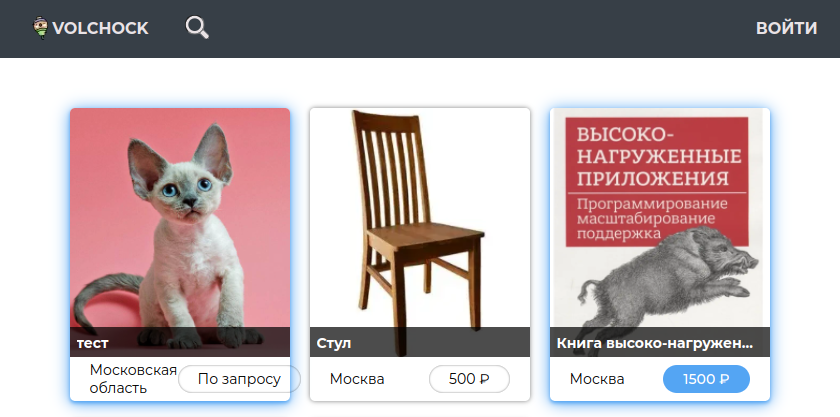 VOLCHOCK
ВОЙТИ
тест
Московская область
По запросу
Стул
Москва
500 ₽
ВЫСОКО-
НАГРУЖЕННЫЕ
ПРИЛОЖЕНИЯ
Программирование
масштабирование
поддержка
Книга высоко-нагружен...
Москва
1500 ₽